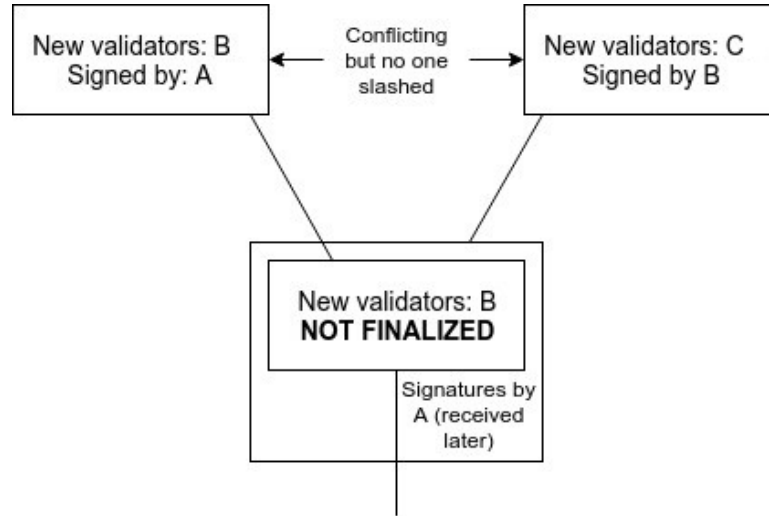 New validators: B
Signed by: A
Conflicting
but no one
slashed
New validators: C
Signed by B
New validators: B
NOT FINALIZED
Signatures by
A (received
later)